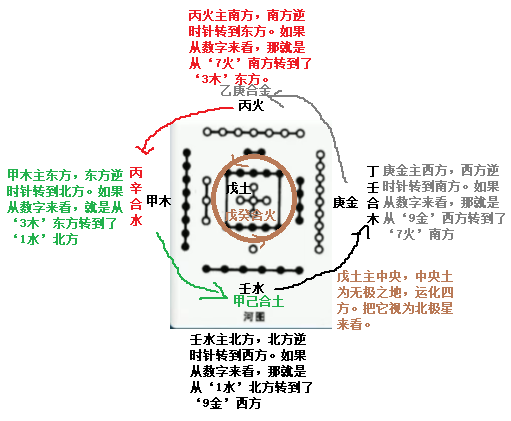 丙火主南方，南方逆
时针转到东方。如果
从数字来看，那就是
从‘7火’南方转到了
‘3木’东方。
乙庚合金
丙火
甲木主东方，东方逆
时针转到北方。如果
从数字来看，就是从
‘3木’东方转到了
‘1水’北方
丙辛合水
甲木
戊土
戊癸合火
庚金
丁壬合木
庚金主西方，西方逆
时针转到南方。如果
从数字来看，那就是
从‘9金’西方转到了
‘7火’南方
壬水
甲己合土
河图
戊土主中央，中央土
为无极之地，运化四
方。把它视为北极星
来看。
壬水主北方，北方逆
时针转到西方。如果
从数字来看，那就是
从‘1水’北方转到了
‘9金’西方